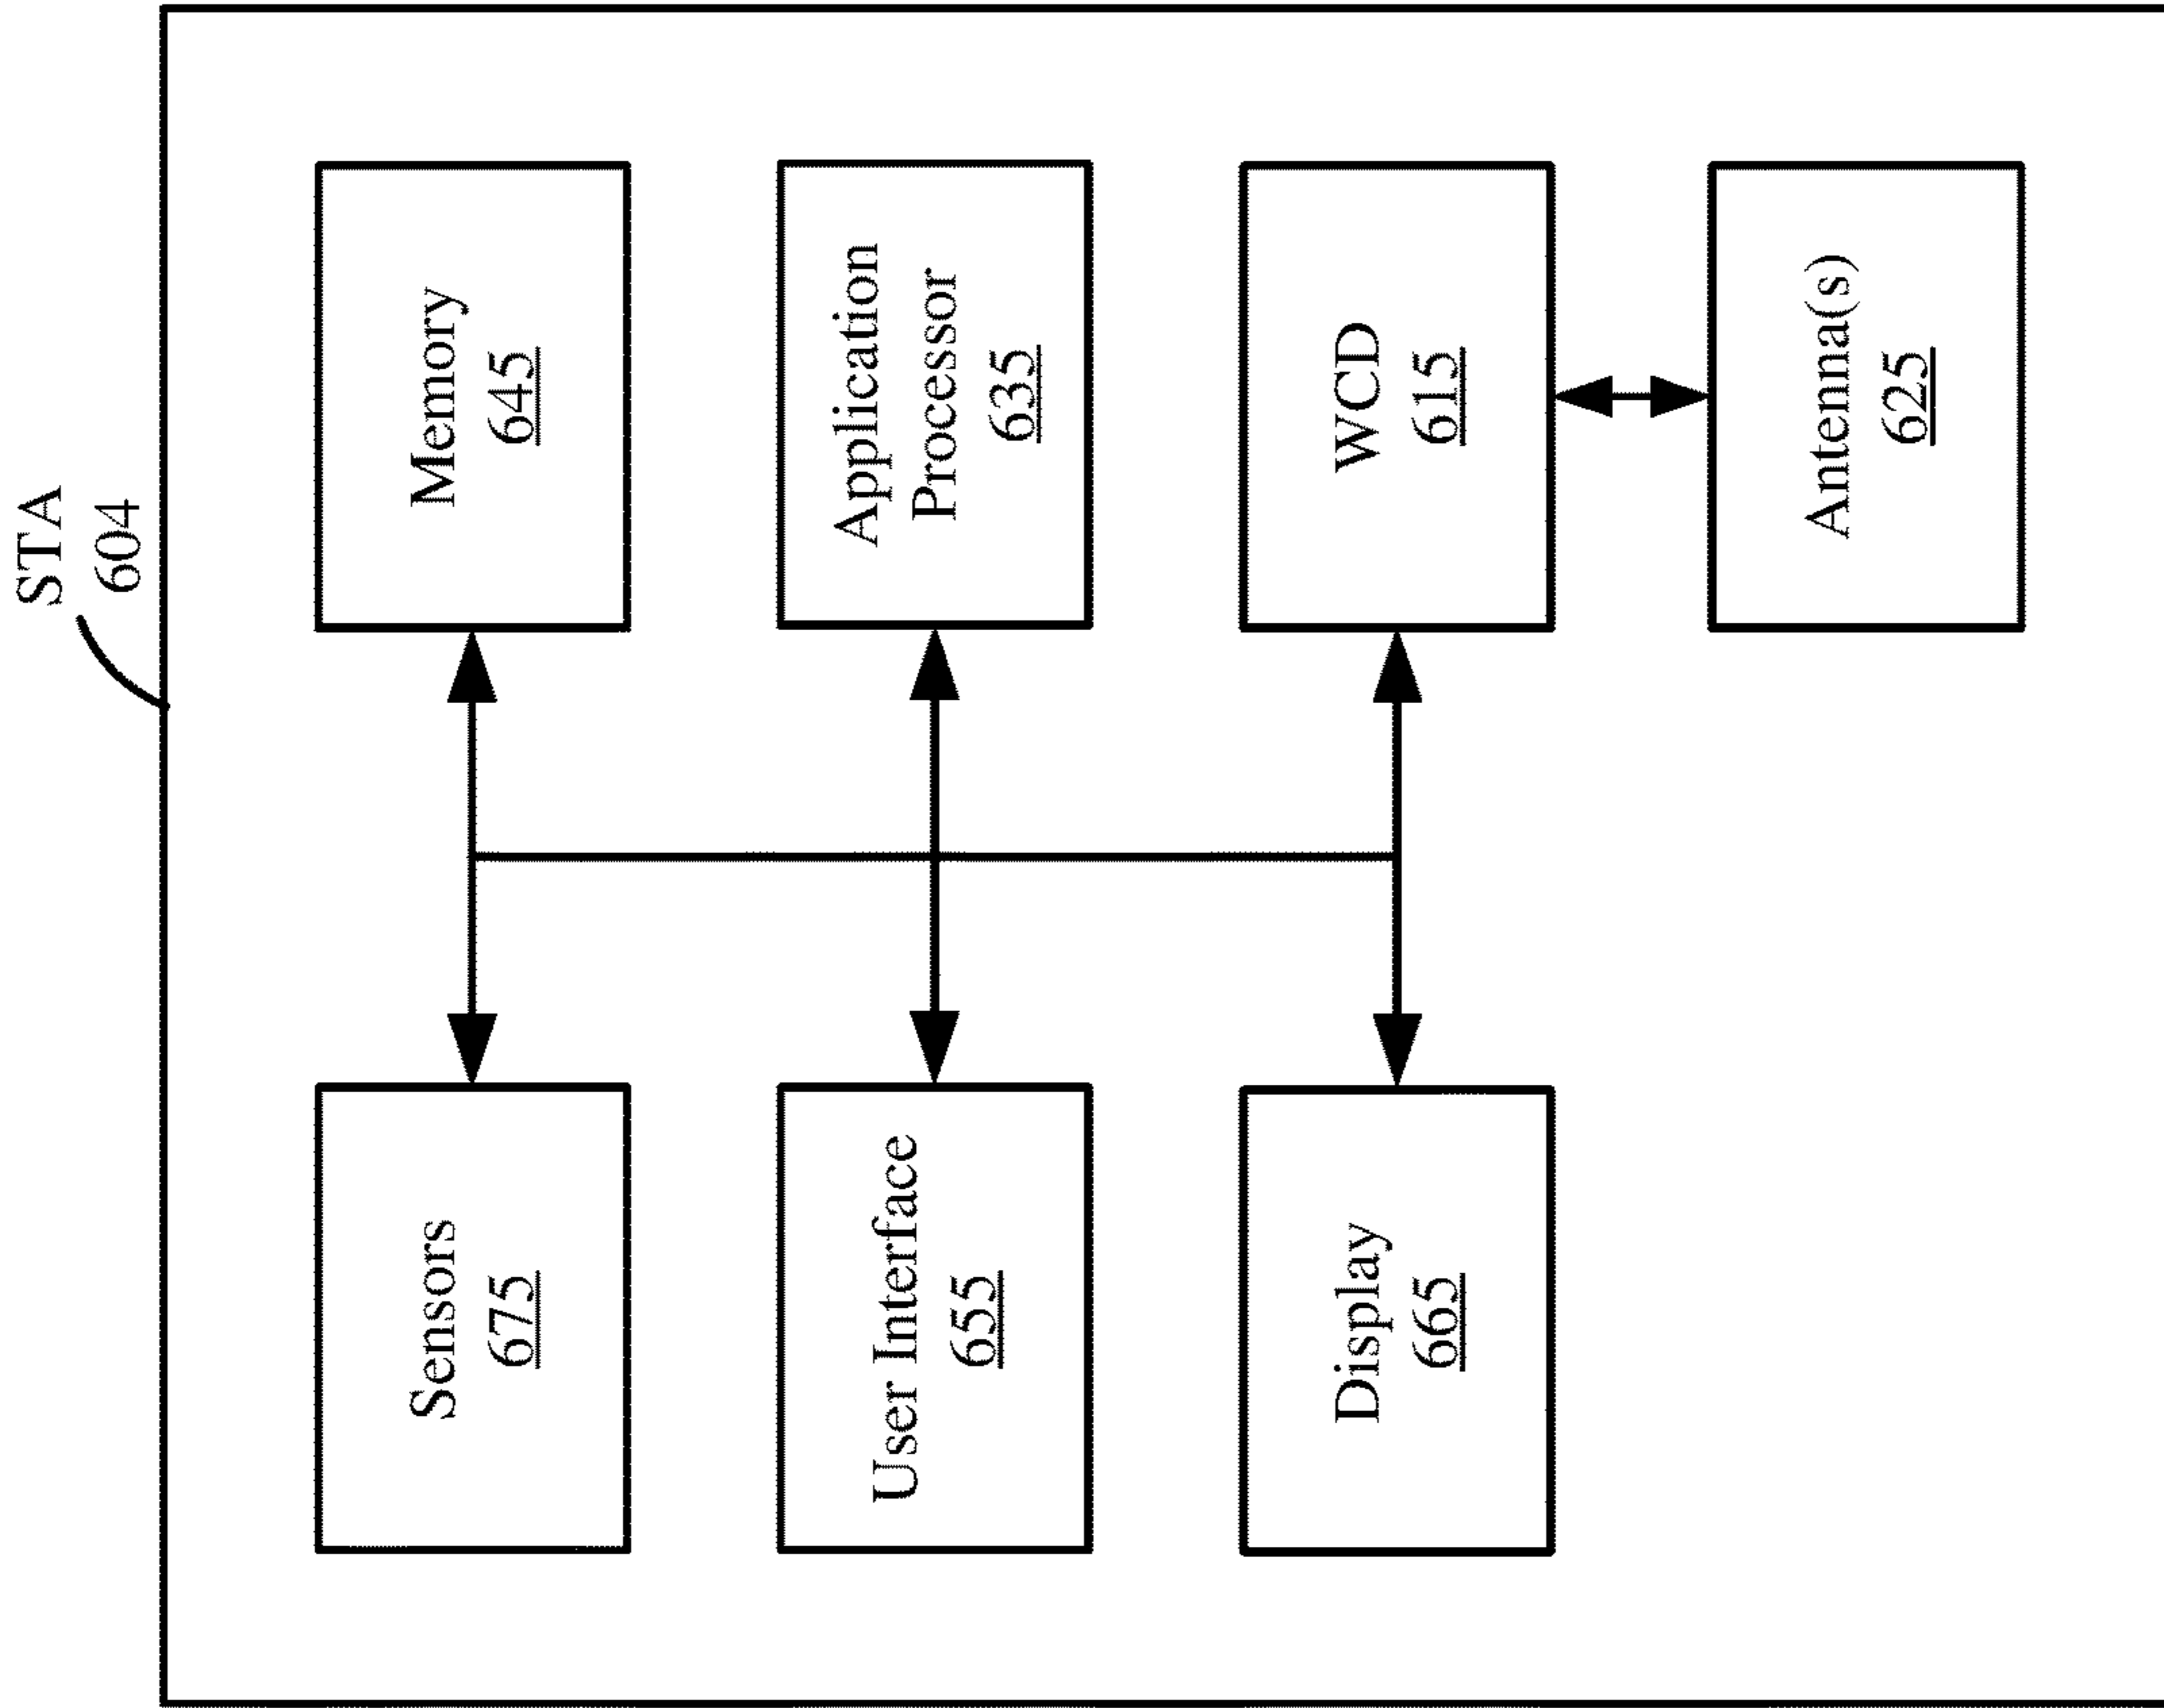 STA
604
Sensors
675
Memory
645
User Interface
655
Application
Processor
635
Display
665
WCD
615
Antenna(s)
625